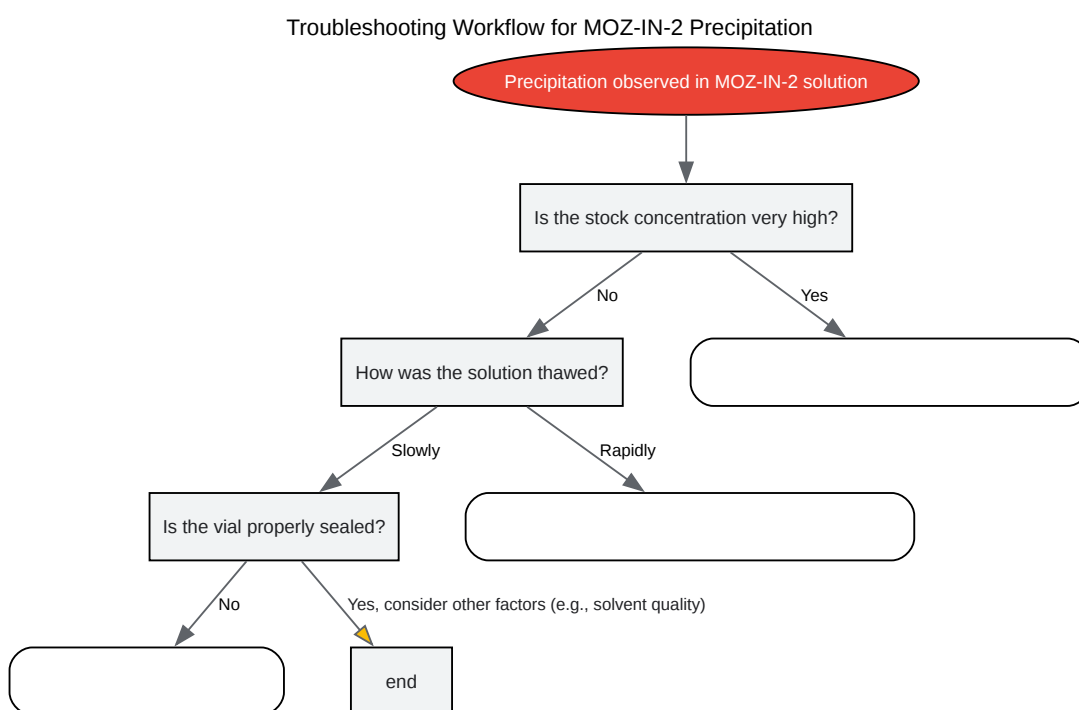 Troubleshooting Workflow for MOZ-IN-2 Precipitation
Precipitation observed in MOZ-IN-2 solution
Is the stock concentration very high?
No
Yes
How was the solution thawed?
Slowly
Rapidly
Is the vial properly sealed?
No
Yes, consider other factors (e.g., solvent quality)
end